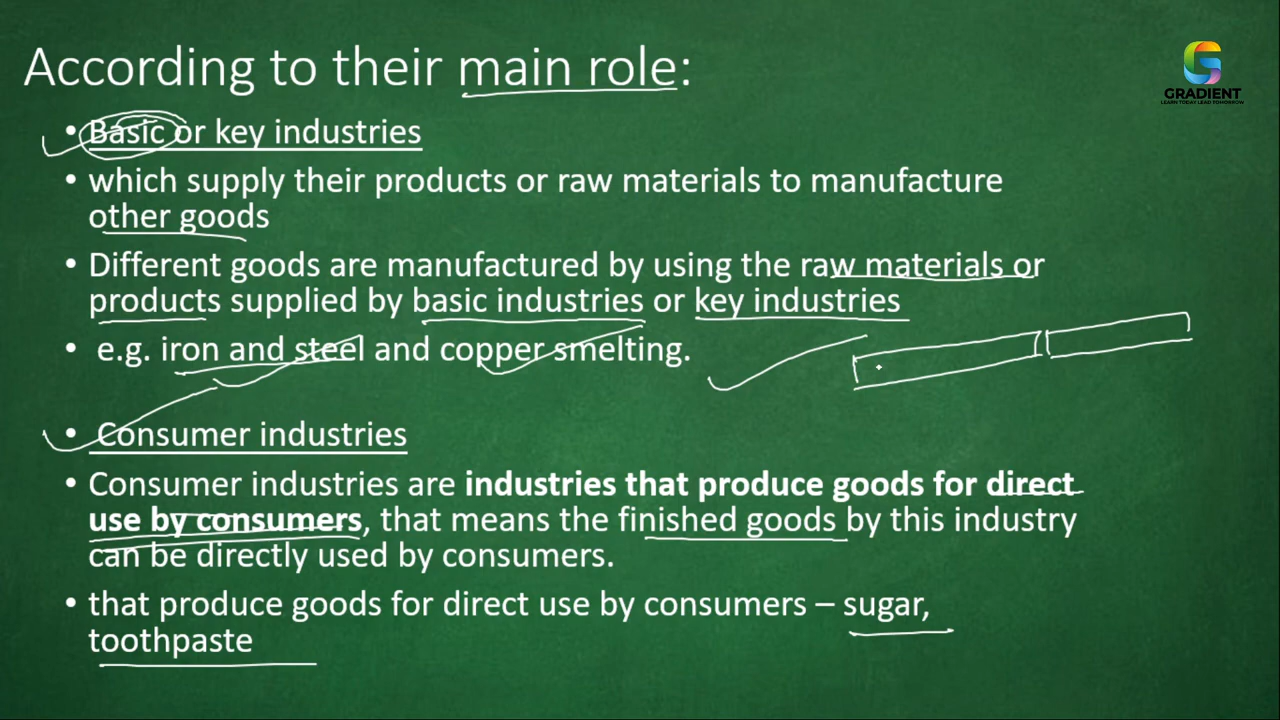 According to their main role:
GRADIENT
LEARN TODAY LEAD TOMORROW
• Basic or key industries
• which supply their products or raw materials to manufacture
other goods
• Different goods are manufactured by using the raw materials or
products supplied by basic industries or key industries
• e.g. iron and steel and copper smelting.
• Consumer industries
• Consumer industries are industries that produce goods for direct
use by consumers, that means the finished goods by this industry
can be directly used by consumers.
• that produce goods for direct use by consumers – sugar,
toothpaste